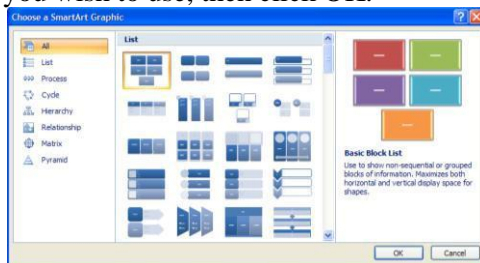 you wish to use, then click OK.
Choose a SmartArt Graphic
All
List
Process
Cycle
Hierarchy
Relationship
Matrix
Pyramid
List
Basic Block List
Use to show non-sequential or grouped
blocks of information. Maximizes both
horizontal and vertical display space for
shapes.
OK
Cancel